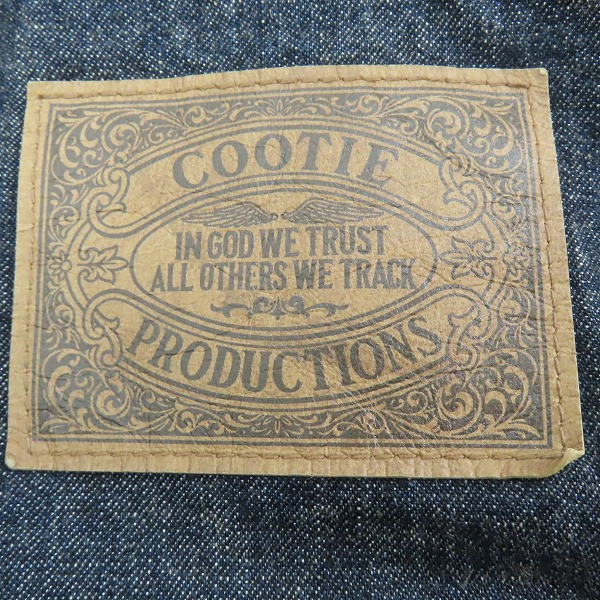 COOTIE
IN GOD WE TRUST
ALL OTHERS WE TRACK
PRODUCTIONS